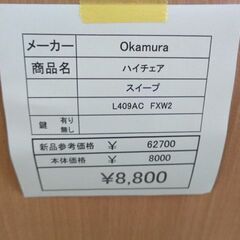 メーカー Okamura
商品名 ハイチェア
スイープ
L409AC FXW2
鍵 有り
無し
新品参考価格 ￥ 62700
本体価格 ￥ 8000
￥8,800